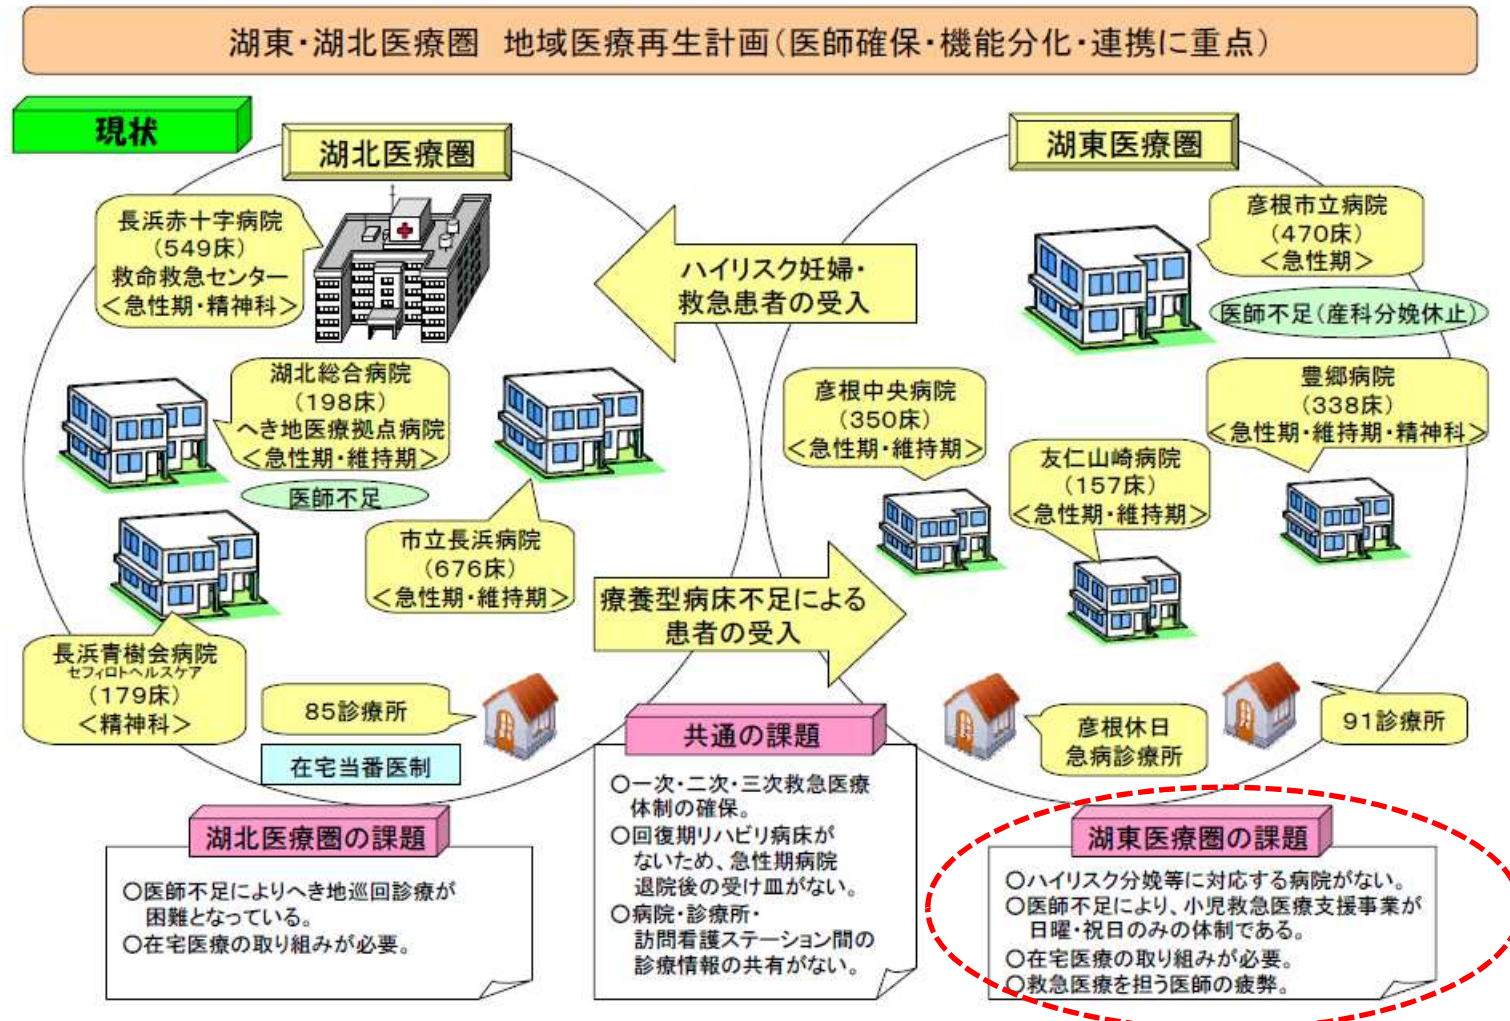 湖東・湖北医療圏 地域医療再生計画(医師確保・機能分化・連携に重点)
現状
湖北医療圏
湖東医療圏
長浜赤十字病院
(549床)
救命救急センター
<急性期・精神科>
ハイリスク妊婦・
救急患者の受入
彦根市立病院
(470床)
<急性期>
医師不足(産科分娩休止)
湖北総合病院
(198床)
へき地医療拠点病院
<急性期・維持期>
医師不足
彦根中央病院
(350床)
<急性期・維持期>
豊郷病院
(338床)
<急性期・維持期・精神科>
友仁山崎病院
(157床)
<急性期・維持期>
市立長浜病院
(676床)
<急性期・維持期>
療養型病床不足による
患者の受入
長浜青樹会病院
セフィロトヘルスケア
(179床)
<精神科>
85診療所
在宅当番医制
彦根休日
急病診療所
91診療所
共通の課題
○一次・二次・三次救急医療
体制の確保。
○回復期リハビリ病床が
ないため、急性期病院
退院後の受け皿がない。
○病院・診療所・
訪問看護ステーション間の
診療情報の共有がない。
湖北医療圏の課題
○医師不足によりへき地巡回診療が
困難となっている。
○在宅医療の取り組みが必要。
湖東医療圏の課題
○ハイリスク分娩等に対応する病院がない。
○医師不足により、小児救急医療支援事業が
日曜・祝日のみの体制である。
○在宅医療の取り組みが必要。
○救急医療を担う医師の疲弊。